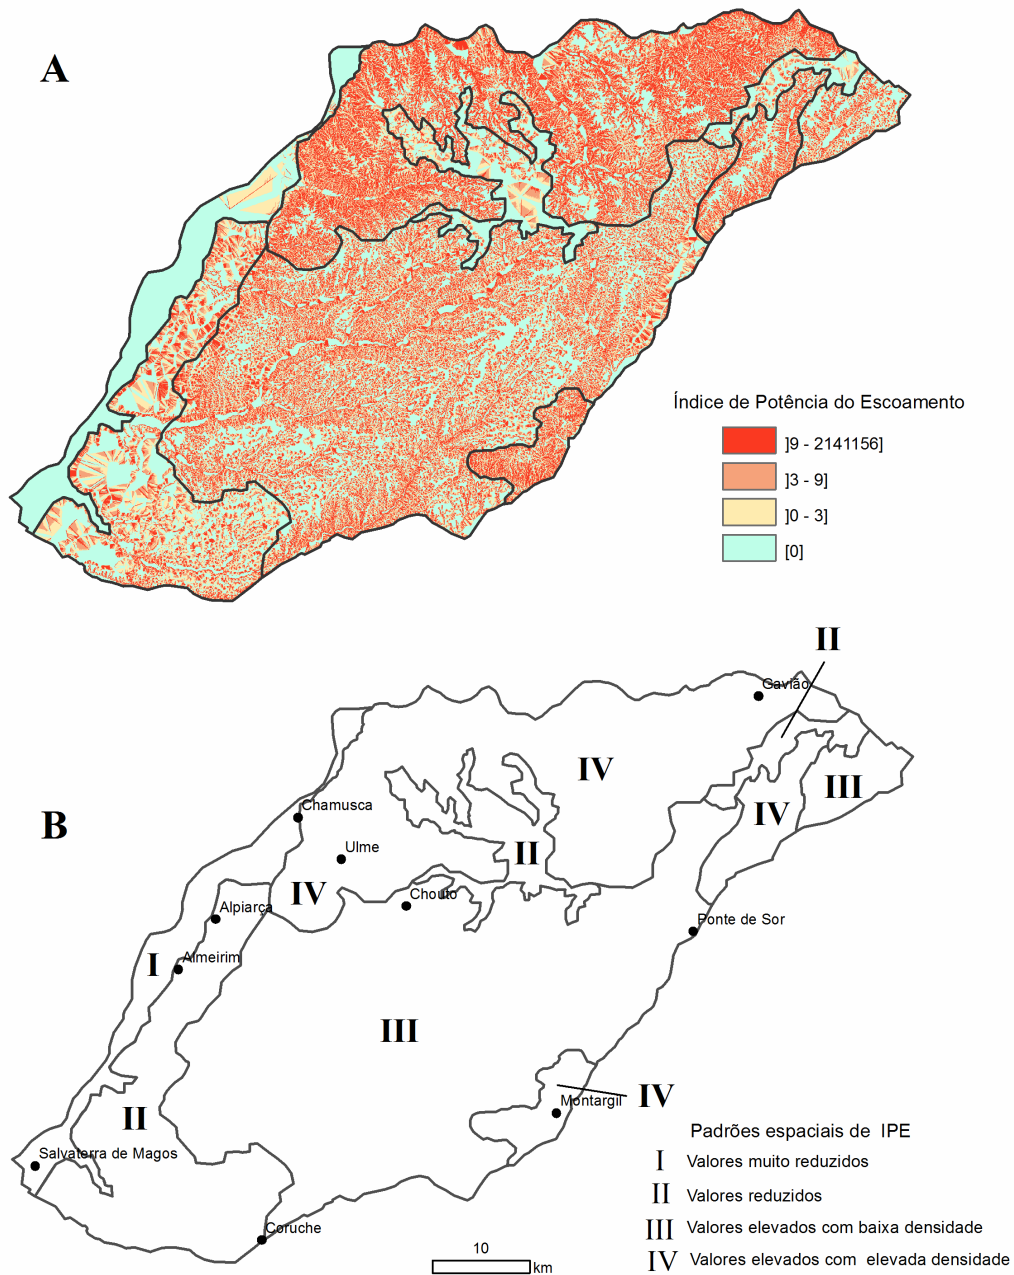 A
Índice de Potência do Escoamento
]9 - 2141156]
]3 - 9]
]0 - 3]
[0]
II
Gavião
IV
III
IV
B
Chamusca
Ulme
II
IV
Chouto
Alpiarça
Ponte de Sor
I
Almeirim
III
IV
Montargil
II
Padrões espaciais de IPE
Salvaterra de Magos
I Valores muito reduzidos
II Valores reduzidos
III Valores elevados com baixa densidade
Coruche
IV Valores elevados com elevada densidade
10
km